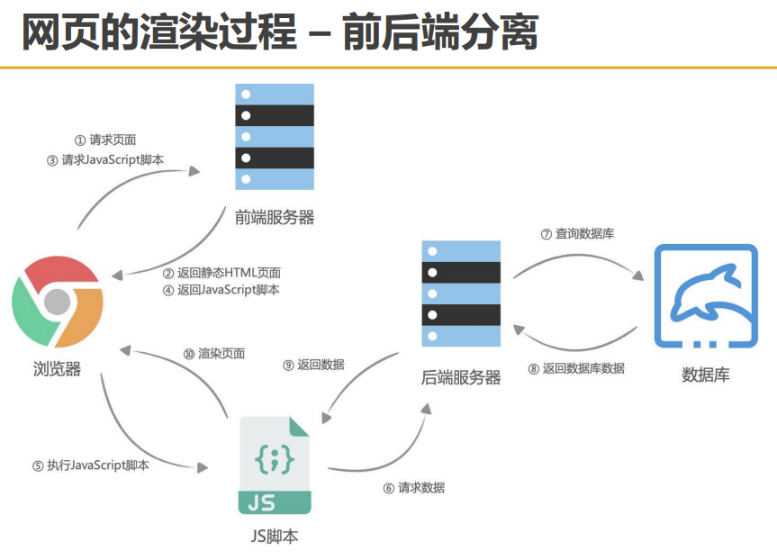 网页的渲染过程 – 前后端分离
① 请求页面
③ 请求JavaScript脚本
前端服务器
② 返回静态HTML页面
④ 返回JavaScript脚本
浏览器
⑦ 查询数据库
后端服务器
⑧ 返回数据库数据
数据库
⑩ 渲染页面
⑨ 返回数据
⑤ 执行JavaScript脚本
⑥ 请求数据
{;}
JS
JS脚本